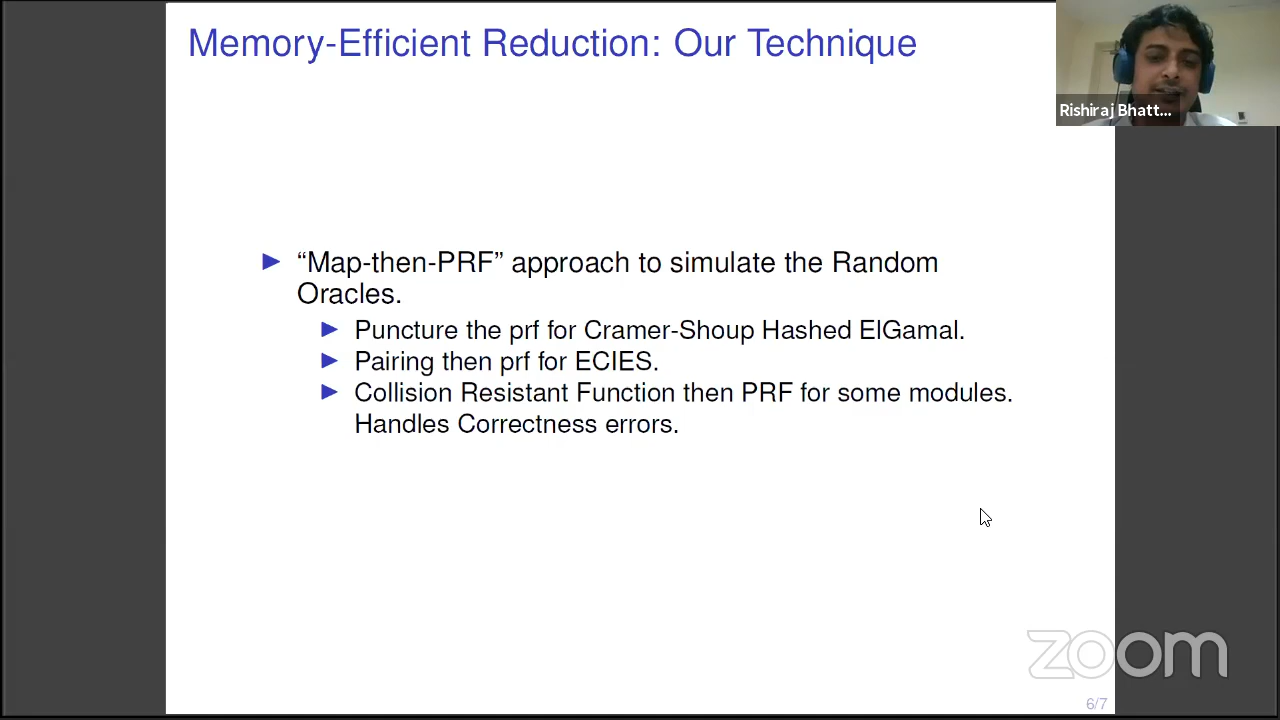 Memory-Efficient Reduction: Our Technique
Rishiraj Bhatt...
▶ “Map-then-PRF” approach to simulate the Random
Oracles.
▶ Puncture the prf for Cramer-Shoup Hashed ElGamal.
▶ Pairing then prf for ECIES.
▶ Collision Resistant Function then PRF for some modules.
Handles Correctness errors.
zoom
6/7